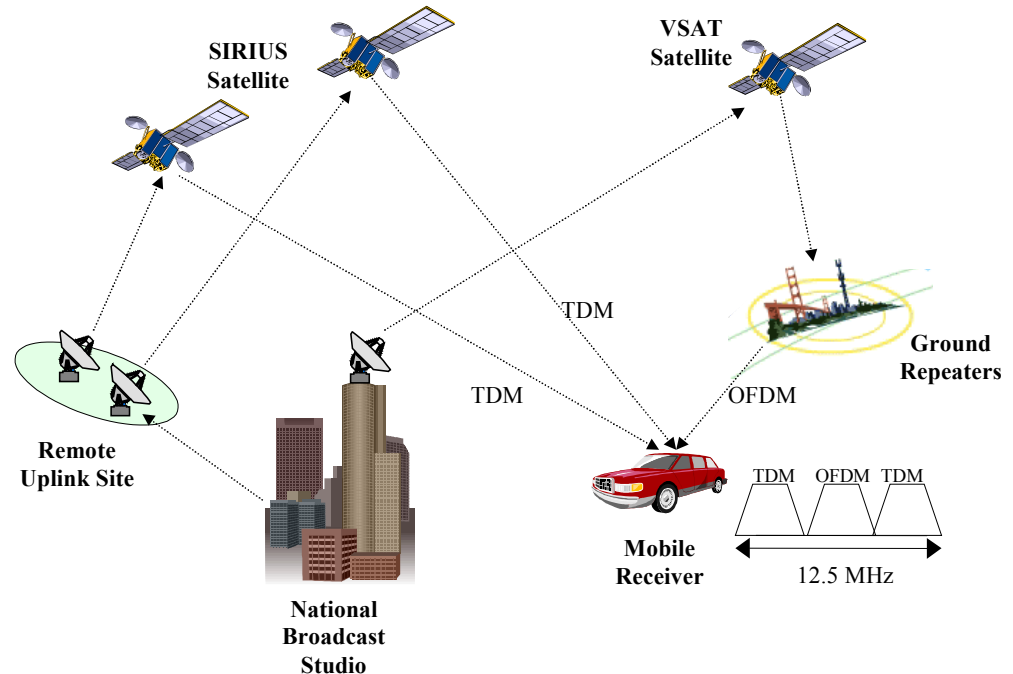 SIRIUS
Satellite
VSAT
Satellite
TDM
TDM
OFDM
Ground
Repeaters
Remote
Uplink Site
TDM OFDM TDM
12.5 MHz
Mobile
Receiver
National
Broadcast
Studio